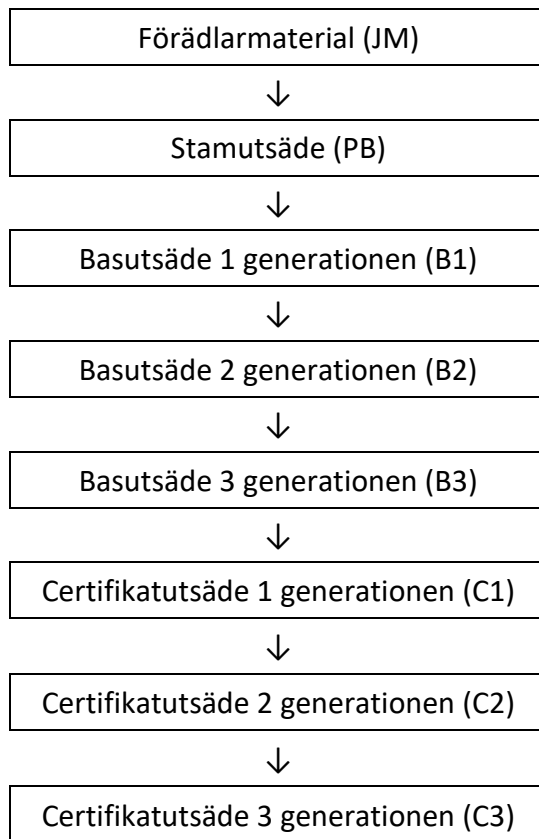 Förädlarmaterial (JM)
↓
Stamutsäde (PB)
↓
Basutsäde 1 generationen (B1)
↓
Basutsäde 2 generationen (B2)
↓
Basutsäde 3 generationen (B3)
↓
Certifikatutsäde 1 generationen (C1)
↓
Certifikatutsäde 2 generationen (C2)
↓
Certifikatutsäde 3 generationen (C3)